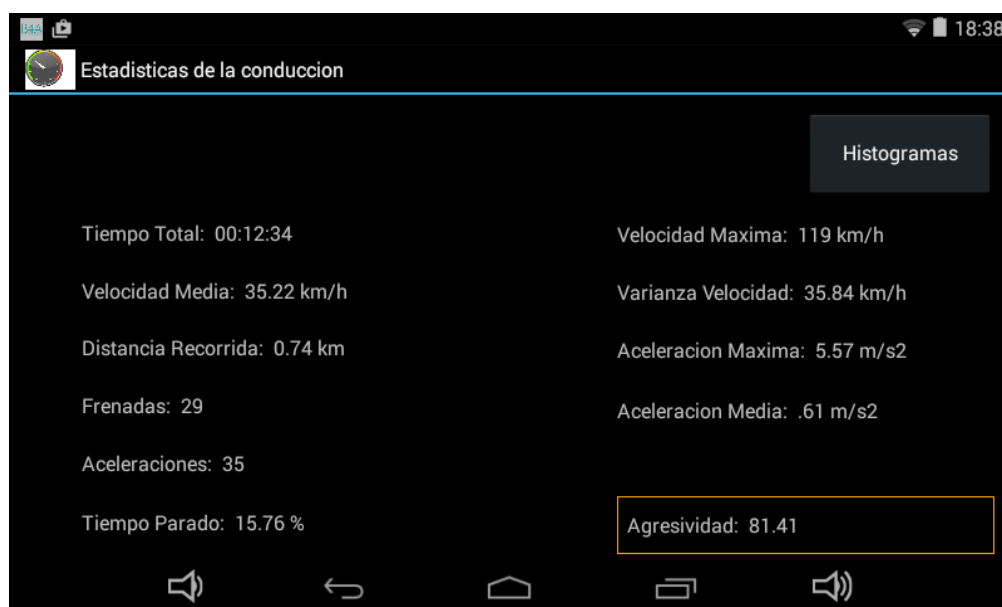 B4A
18:38
Estadisticas de la conduccion
Histogramas
Tiempo Total: 00:12:34
Velocidad Maxima: 119 km/h
Velocidad Media: 35.22 km/h
Varianza Velocidad: 35.84 km/h
Distancia Recorrida: 0.74 km
Aceleracion Maxima: 5.57 m/s2
Frenadas: 29
Aceleracion Media: .61 m/s2
Aceleraciones: 35
Tiempo Parado: 15.76 %
Agresividad: 81.41